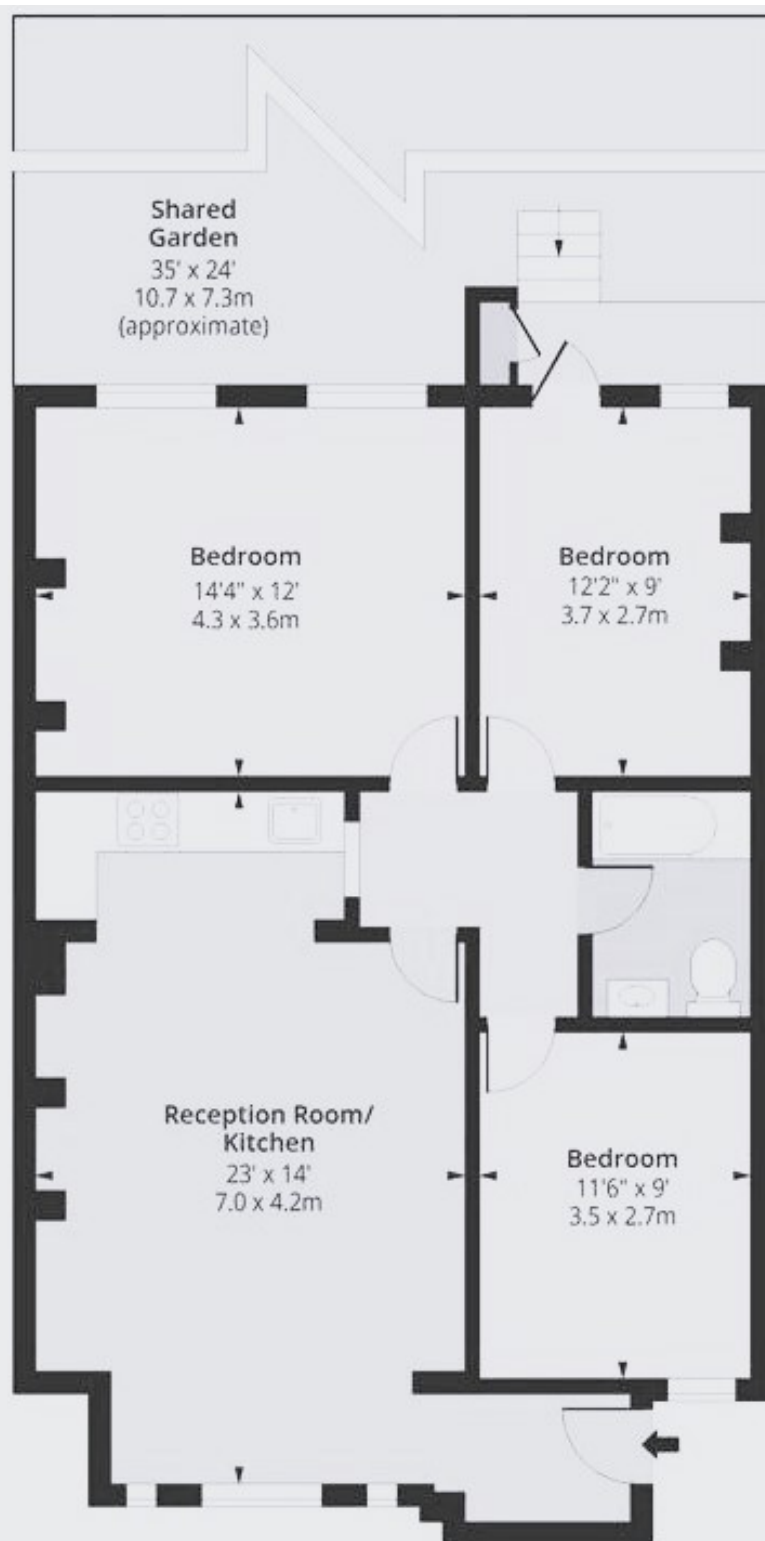 Shared
Garden
35' x 24'
10.7 x 7.3m
(approximate)
Bedroom
14'4" x 12'
4.3 x 3.6m
Bedroom
12'2" x 9'
3.7 x 2.7m
Reception Room/
Kitchen
23' x 14'
7.0 x 4.2m
Bedroom
11'6" x 9'
3.5 x 2.7m